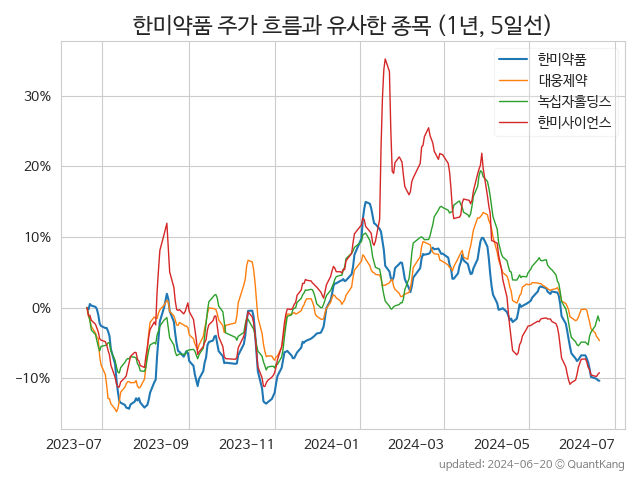 한미약품 주가 흐름과 유사한 종목 (1년, 5일선)
한미약품
대웅제약
녹십자홀딩스
한미사이언스
30%
20%
10%
0%
−10%
2023-07
2023-09
2023-11
2024-01
2024-03
2024-05
2024-07
updated: 2024-06-20 © QuantKang